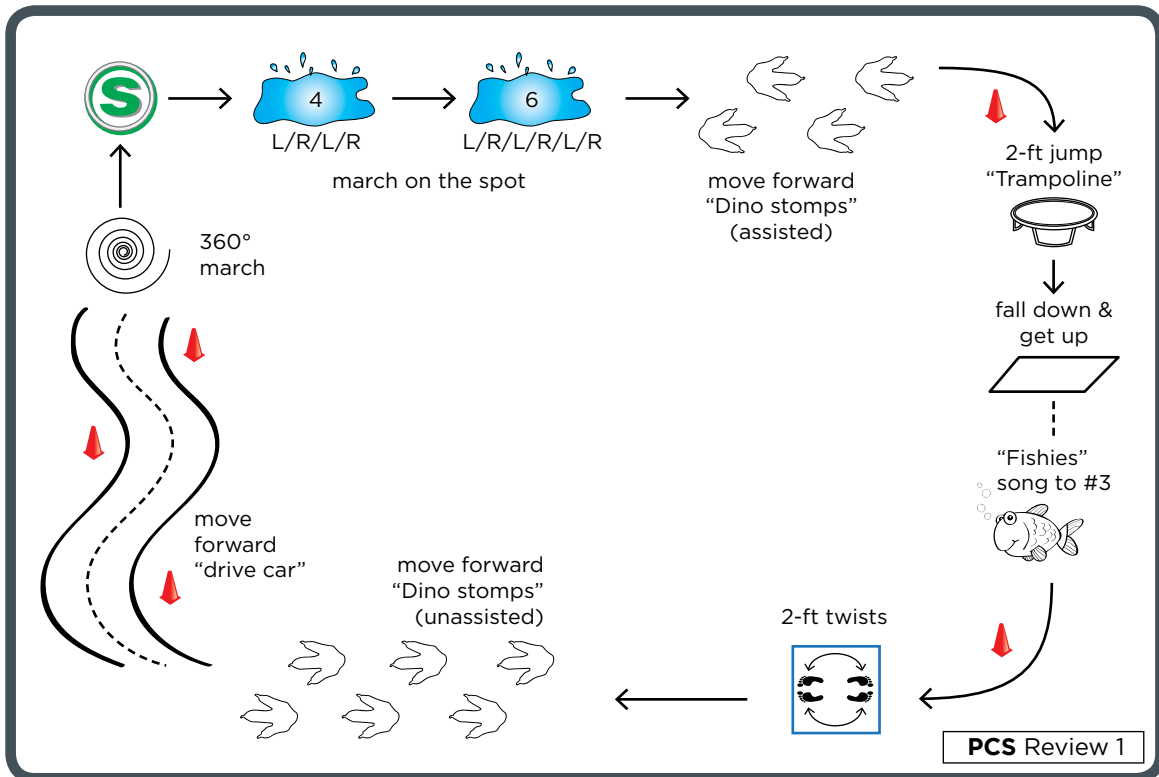 S
4
L/R/L/R
6
L/R/L/R/L/R
march on the spot
move forward
“Dino stomps”
(assisted)
2-ft jump
“Trampoline”
fall down &
get up
“Fishies”
song to #3
2-ft twists
move forward
“Dino stomps”
(unassisted)
move
forward
“drive car”
360°
march
PCS Review 1